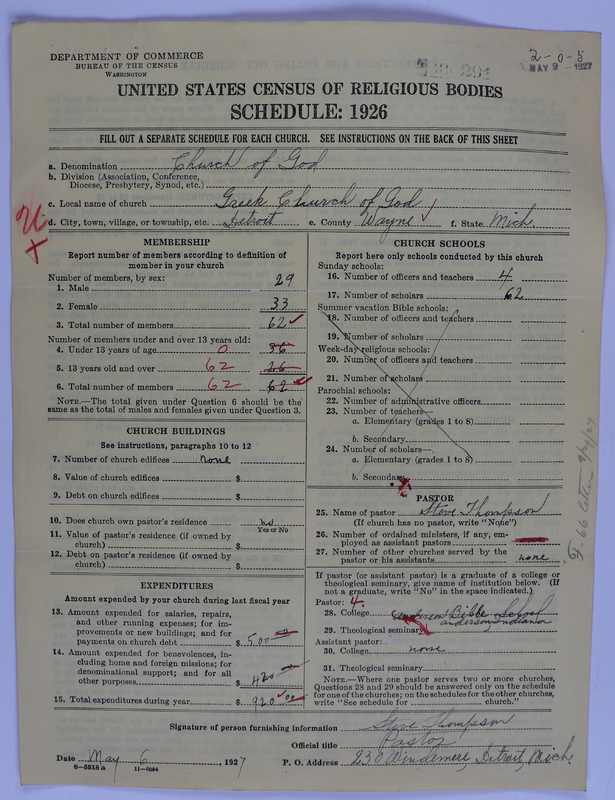 DEPARTMENT OF COMMERCE
BUREAU OF THE CENSUS
WASHINGTON
2-0-5
MAY 9 1927
UNITED STATES CENSUS OF RELIGIOUS BODIES
SCHEDULE: 1926
FILL OUT A SEPARATE SCHEDULE FOR EACH CHURCH. SEE INSTRUCTIONS ON THE BACK OF THIS SHEET
a. Denomination Church of God
b. Division (Association, Conference, Diocese, Presbytery, Synod, etc.)
c. Local name of church Greek Church of God
d. City, town, village, or township, etc. Detroit e. County Wayne f. State Mich.
MEMBERSHIP
Report number of members according to definition of
member in your church
Number of members, by sex:
1. Male 29
2. Female 33
3. Total number of members 62
Number of members under and over 13 years old:
4. Under 13 years of age 0 36
5. 13 years old and over 62 26
6. Total number of members 62 62
NOTE.—The total given under Question 6 should be
same as the total of males and females given under Question 3.
CHURCH BUILDINGS
See instructions, paragraphs 10 to 12
7. Number of church edifices none
8. Value of church edifices $
9. Debt on church edifices $
10. Does church own pastor's residence no
Yes or No
11. Value of pastor's residence (if owned by
church) $
12. Debt on pastor's residence (if owned by
church) $
EXPENDITURES
Amount expended by church during last fiscal year
13. Amount expended for salaries, repairs,
and other running expenses; for im-
provements or new buildings; and for
payments on church debt $ 500
14. Amount expended for benevolences, in-
cluding home and foreign missions; for
denominational support; and for all
other purposes $ 420
15. Total expenditures during year $ 920.00
CHURCH SCHOOLS
Report here only schools conducted by this church
Sunday schools:
16. Number of officers and teachers 4
17. Number of scholars 62
Summer vacation Bible schools:
18. Number of officers and teachers
19. Number of scholars
Week-day religious schools:
20. Number of officers and teachers
21. Number of scholars
Parochial schools:
22. Number of administrative officers
23. Number of teachers—
a. Elementary (grades 1 to 8)
b. Secondary
24. Number of scholars—
a. Elementary (grades 1 to 8)
b. Secondary
PASTOR
25. Name of pastor Steve Thompson
(If church has no pastor, write "None")
26. Number of ordained ministers, if any, em-
ployed as assistant pastors
27. Number of other churches served by the
pastor or his assistants none
If pastor (or assistant pastor) is a graduate of a college or
theological seminary, give name of institution below. (If
not a graduate, write "No" in the space indicated.)
Pastor: 4.
28. College Anderson Bible School
29. Theological seminary Anderson Indiana
Assistant pastor:
30. College none
31. Theological seminary
NOTE.—Where one pastor serves two or more churches,
Questions 28 and 29 should be answered only on the schedule
for one of the churches; on the schedules for the other churches,
write "See schedule for church."
Signature of person furnishing information Steve Thompson
Official title Pastor
Date May 6, 1927 P. O. Address 230 Windemere, Detroit, Mich.
8-5518 a 11-9034